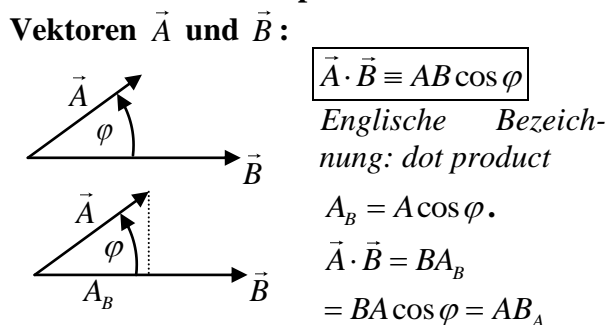 Vektoren A⃗ und B⃗ :
A⃗
φ
B⃗
A⃗ · B⃗ ≡ AB cos φ
Englische Bezeich-
nung: dot product
A⃗
φ
A_B
B⃗
A_B = A cos φ.
A⃗ · B⃗ = BA_B
= BA cos φ = AB_A